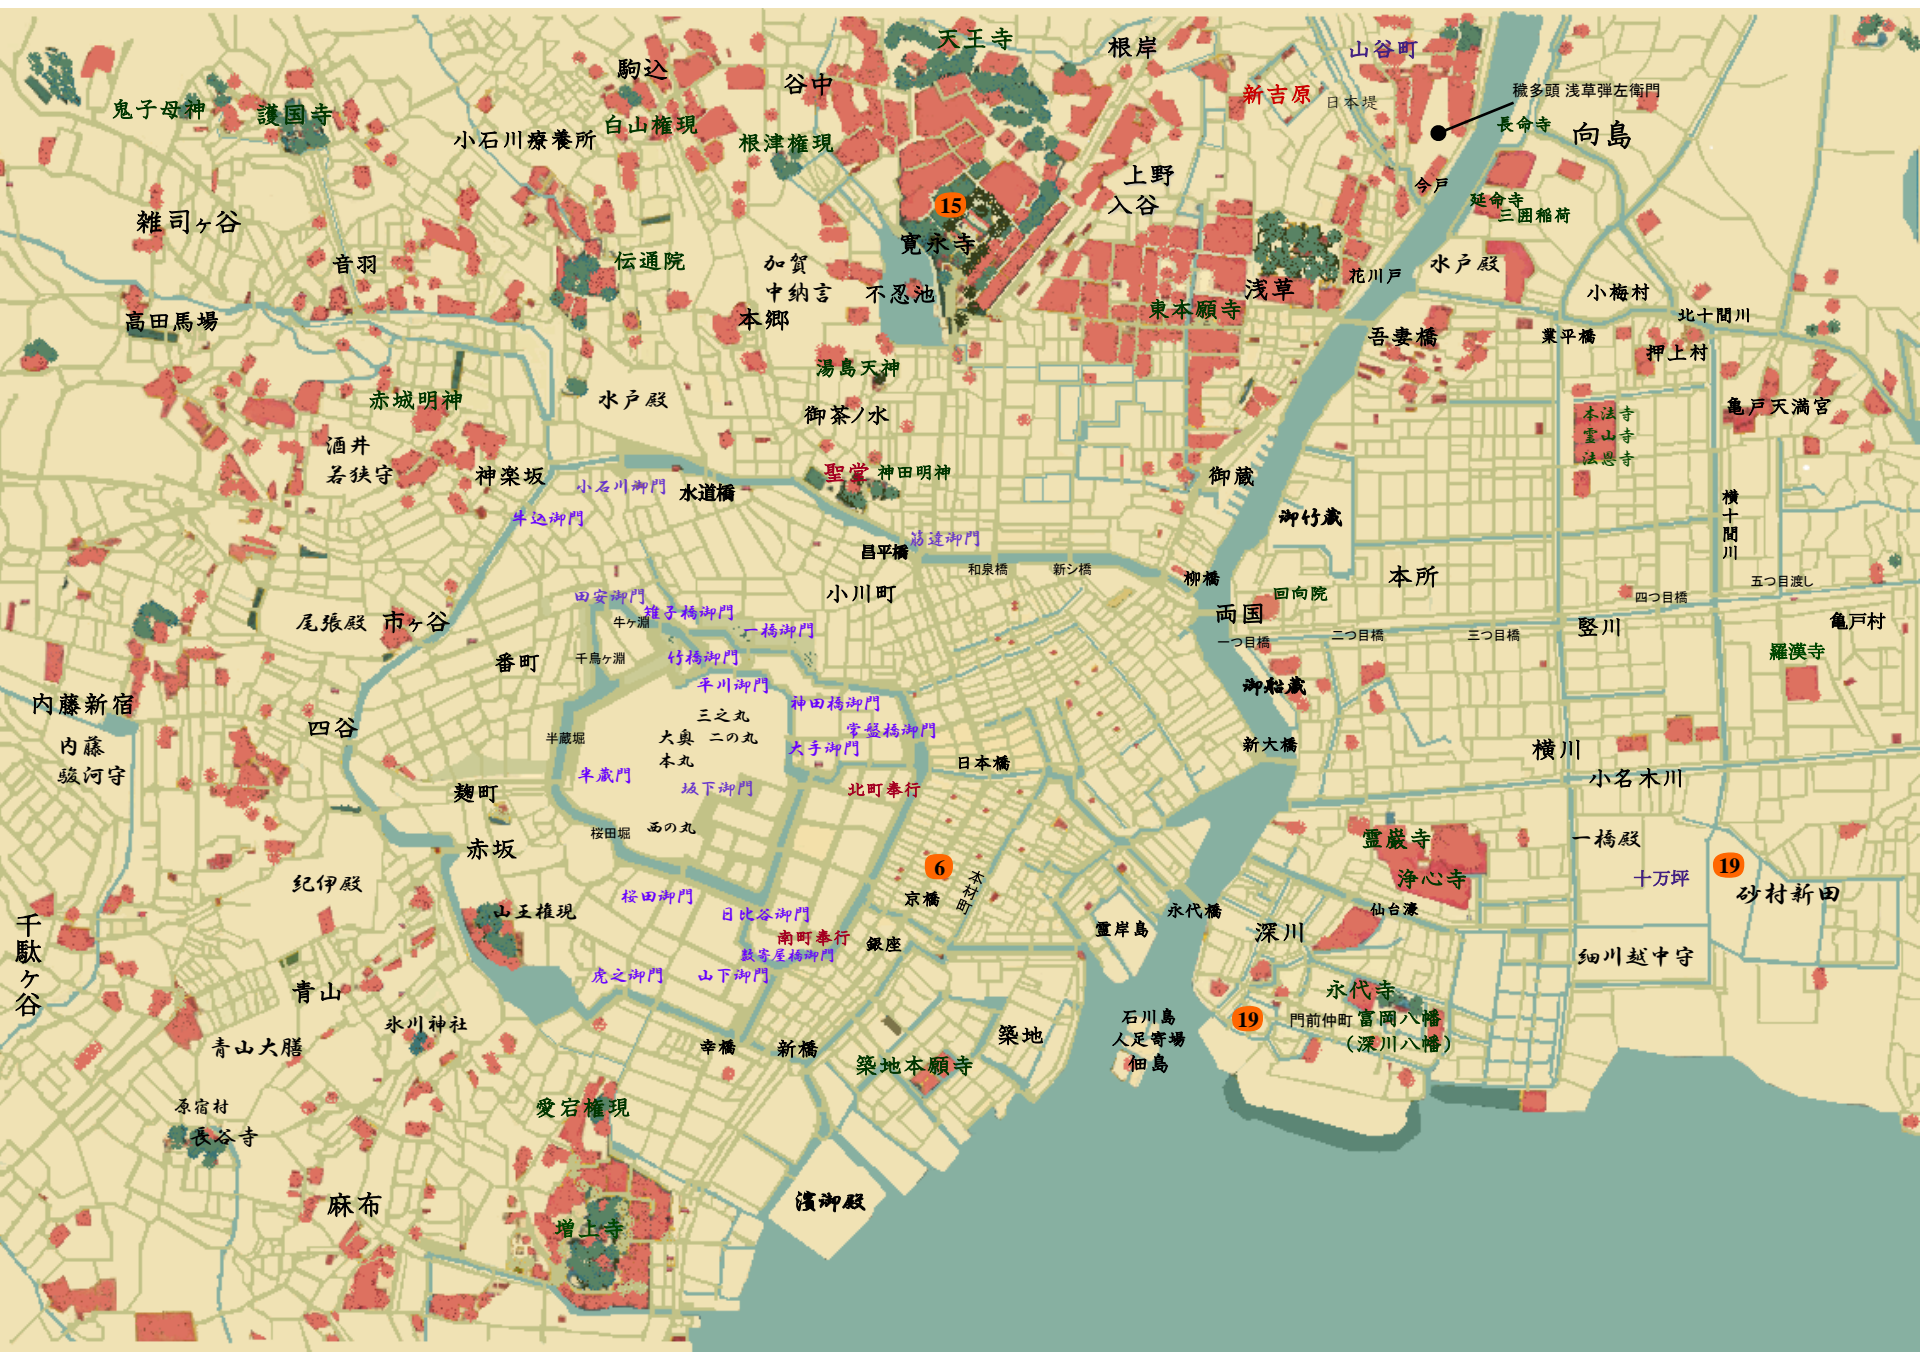 天王寺
根岸
山谷町
駒込
谷中
新吉原
日本堤
穢多頭 浅草弾左衛門
鬼子母神
護国寺
小石川療養所
白山権現
根津権現
長命寺
向島
上野
入谷
今戸
15
延命寺
三囲稲荷
雑司ヶ谷
音羽
伝通院
加賀
中納言
寛永寺
不忍池
浅草
花川戸
水戸殿
小梅村
高田馬場
本郷
東本願寺
吾妻橋
業平橋
北十間川
押上村
湯島天神
赤城明神
水戸殿
御茶ノ水
本法寺
霊山寺
法恩寺
亀戸天満宮
酒井
若狭守
神楽坂
小石川御門
水道橋
聖堂
神田明神
御蔵
牛込御門
御竹蔵
横十間川
昌平橋
筋違御門
和泉橋
新シ橋
柳橋
本所
五つ目渡し
田安御門
雉子橋御門
小川町
回向院
四つ目橋
尾張殿
市ヶ谷
牛ヶ淵
一橋御門
両国
一つ目橋
二つ目橋
三つ目橋
竪川
亀戸村
番町
千鳥ヶ淵
竹橋御門
羅漢寺
平川御門
御船蔵
内藤新宿
神田橋御門
三之丸
四谷
常盤橋御門
半蔵堀
大奥
二の丸
大手御門
新大橋
内藤
駿河守
本丸
日本橋
横川
半蔵門
小名木川
麹町
坂下御門
北町奉行
桜田堀
西の丸
赤坂
霊巌寺
一橋殿
6
19
紀伊殿
桜田御門
京橋
本材町
浄心寺
十万坪
砂村新田
山王権現
日比谷御門
永代橋
仙台濠
千駄ヶ谷
南町奉行
銀座
霊岸島
深川
数寄屋橋御門
細川越中守
虎之御門
山下御門
青山
永代寺
氷川神社
築地
石川島
人足寄場
佃島
19
門前仲町
富岡八幡
(深川八幡)
青山大膳
幸橋
新橋
築地本願寺
原宿村
愛宕権現
長谷寺
麻布
濱御殿
増上寺